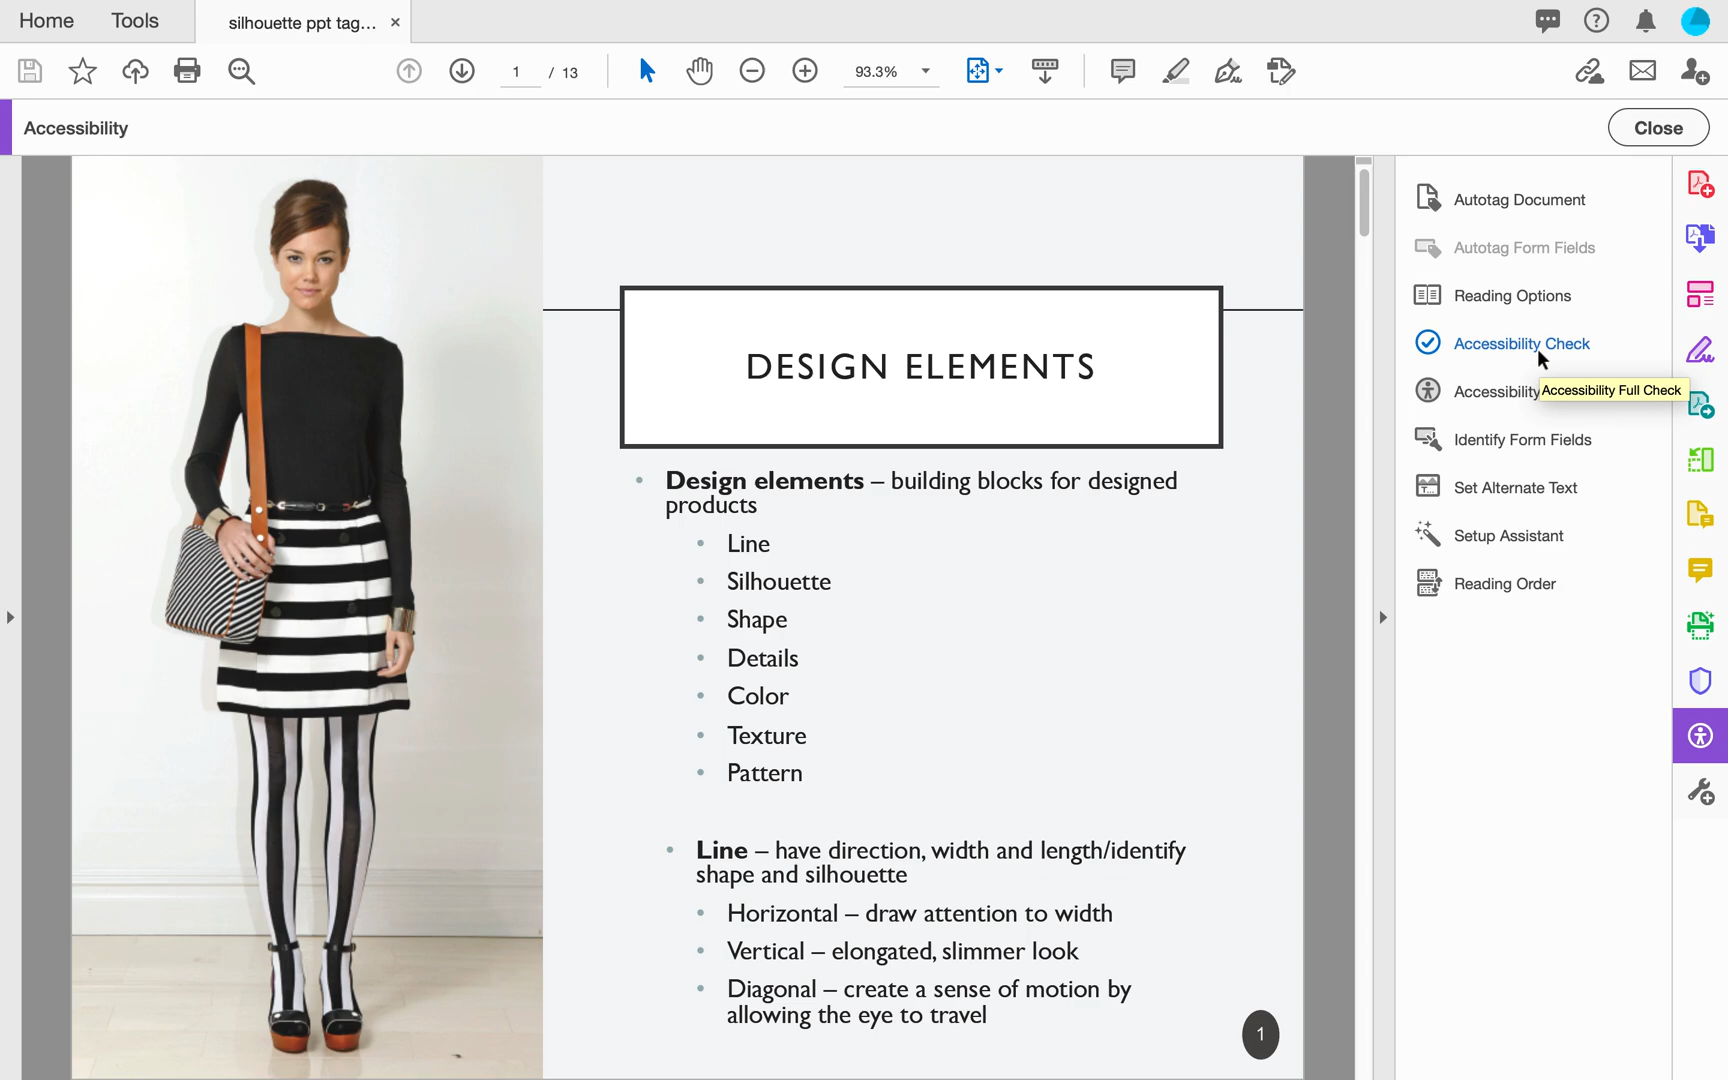 Home
Tools
silhouette ppt tag... ×
1 / 13
93.3%
Accessibility
Close
DESIGN ELEMENTS
• Design elements – building blocks for designed
products
• Line
• Silhouette
• Shape
• Details
• Color
• Texture
• Pattern
• Line – have direction, width and length/identify
shape and silhouette
• Horizontal – draw attention to width
• Vertical – elongated, slimmer look
• Diagonal – create a sense of motion by
allowing the eye to travel
1
Autotag Document
Autotag Form Fields
Reading Options
Accessibility Check
Accessibility
Accessibility Full Check
Identify Form Fields
Set Alternate Text
Setup Assistant
Reading Order